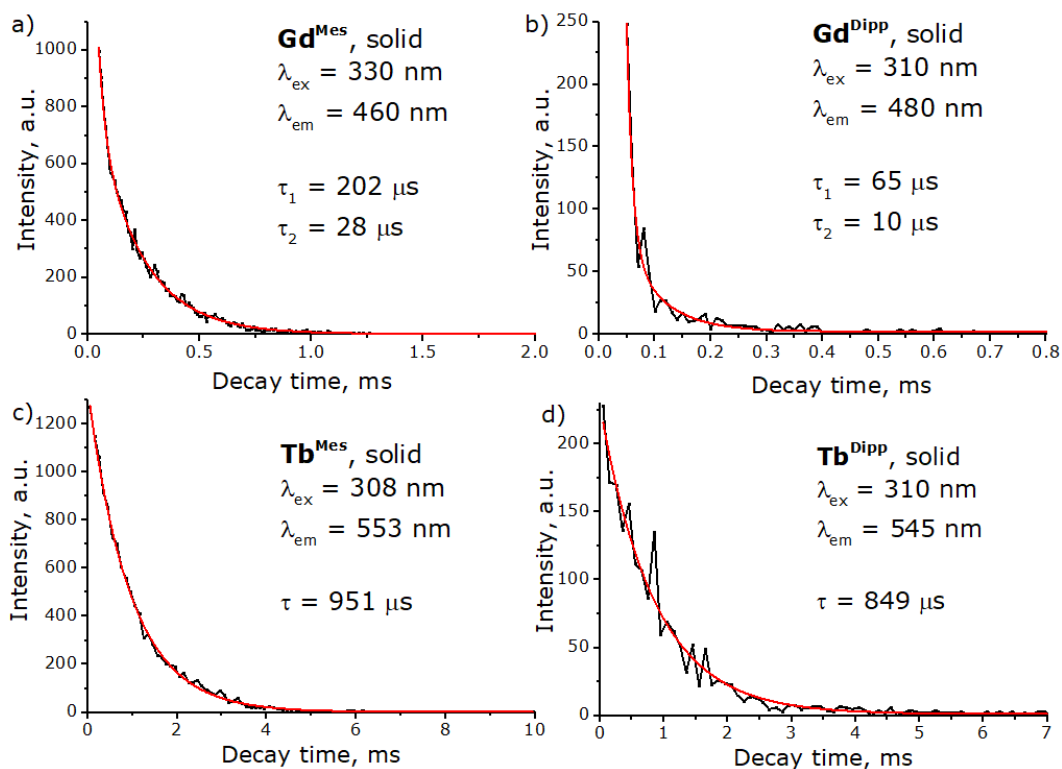 a)
Gd^Mes, solid
λex = 330 nm
λem = 460 nm
τ1 = 202 μs
τ2 = 28 μs
Intensity, a.u.
1000
800
600
400
200
0
0.0 0.5 1.0 1.5 2.0
Decay time, ms
b)
Gd^Dipp, solid
λex = 310 nm
λem = 480 nm
τ1 = 65 μs
τ2 = 10 μs
Intensity, a.u.
250
200
150
100
50
0
0.0 0.1 0.2 0.3 0.4 0.5 0.6 0.7 0.8
Decay time, ms
c)
Tb^Mes, solid
λex = 308 nm
λem = 553 nm
τ = 951 μs
Intensity, a.u.
1200
1000
800
600
400
200
0
0 2 4 6 8 10
Decay time, ms
d)
Tb^Dipp, solid
λex = 310 nm
λem = 545 nm
τ = 849 μs
Intensity, a.u.
200
150
100
50
0
0 1 2 3 4 5 6 7
Decay time, ms